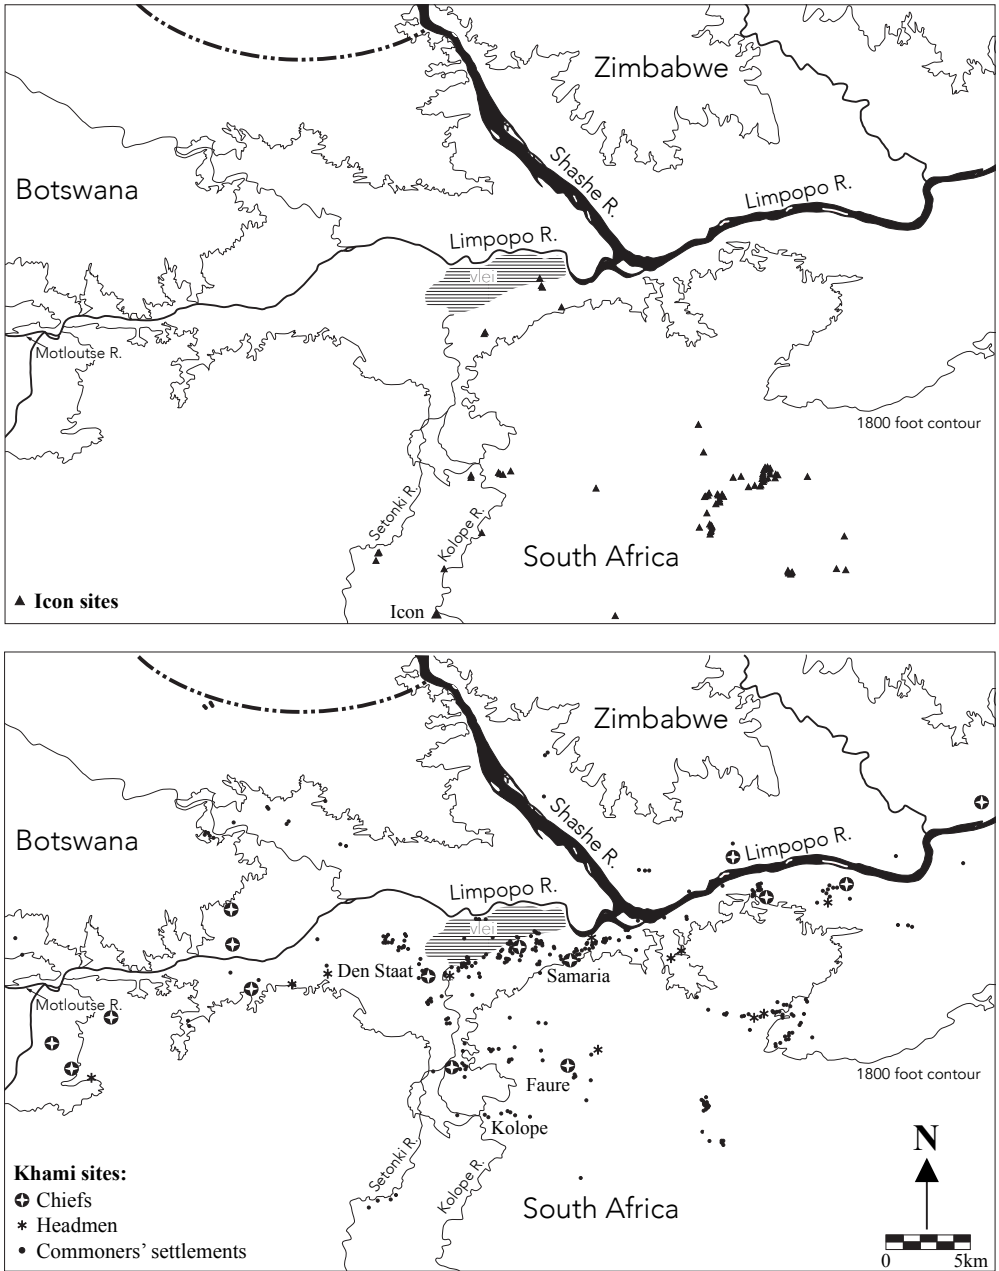 Zimbabwe
Botswana
Shashe R.
Limpopo R.
Limpopo R.
vlei
Motloutse R.
1800 foot contour
Setonki R.
Kolope R.
South Africa
Icon sites
Icon
Zimbabwe
Botswana
Shashe R.
Limpopo R.
Limpopo R.
vlei
Den Staat
Samaria
Motloutse R.
1800 foot contour
Faure
Kolope
N
Setonki R.
Kolope R.
South Africa
Khami sites:
Chiefs
Headmen
Commoners' settlements
0 5km